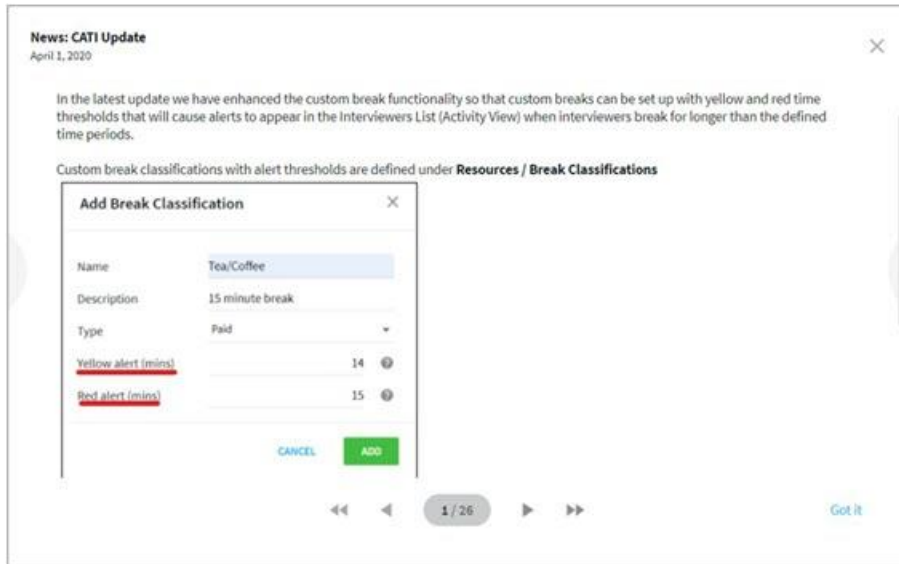 News: CATI Update
April 1, 2020
In the latest update we have enhanced the custom break functionality so that custom breaks can be set up with yellow and red time
thresholds that will cause alerts to appear in the Interviewers List (Activity View) when interviewers break for longer than the defined
time periods.
Custom break classifications with alert thresholds are defined under Resources / Break Classifications
Add Break Classification
Name Tea/Coffee
Description 15 minute break
Type Paid
Yellow alert (mins) 14
Red alert (mins) 15
CANCEL ADD
1 / 26
Got it